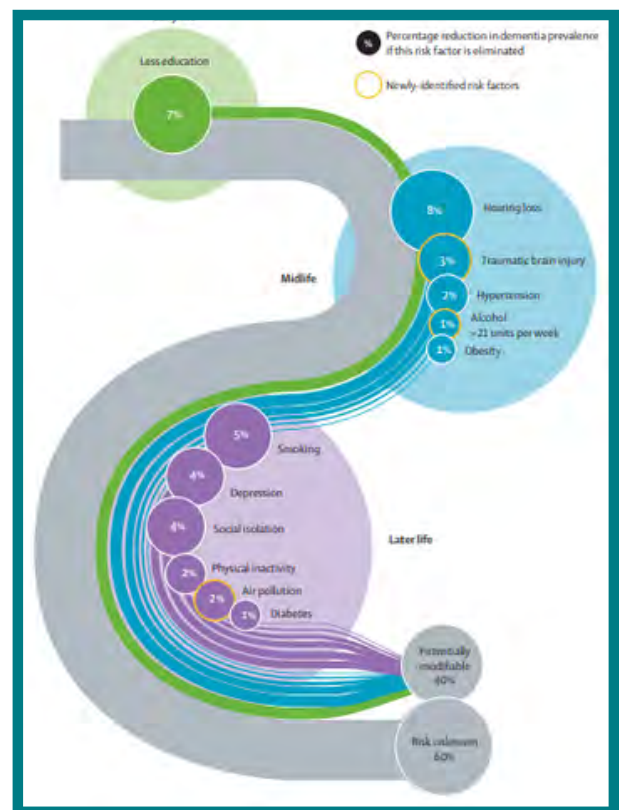 Percentage reduction in dementia prevalence
if this risk factor is eliminated
%
Newly-identified risk factors
Less education
7%
8%
Hearing loss
3%
Traumatic brain injury
Midlife
2%
Hypertension
1%
Alcohol
>21 units per week
1%
Obesity
5%
Smoking
4%
Depression
4%
Social isolation
Later life
2%
Physical inactivity
2%
Air pollution
1%
Diabetes
Potentially
modifiable
40%
Risk unknown
60%